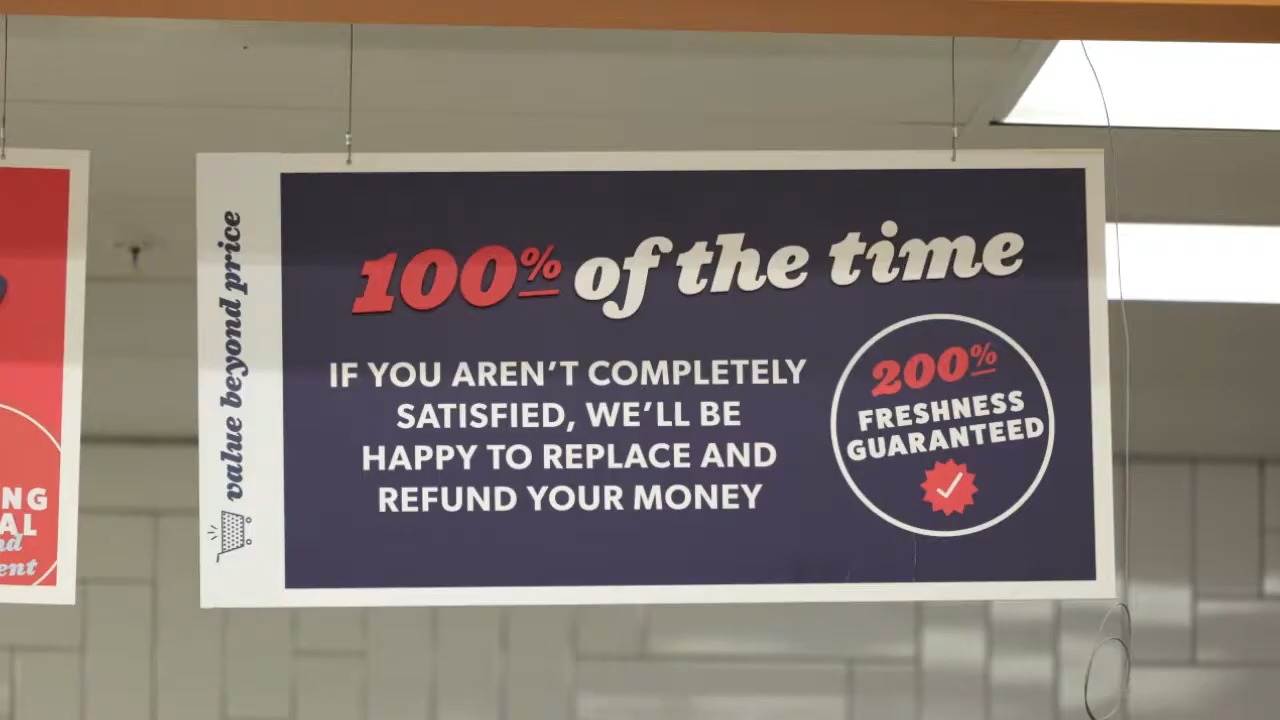 value beyond price
100% of the time
IF YOU AREN'T COMPLETELY
SATISFIED, WE'LL BE
HAPPY TO REPLACE AND
REFUND YOUR MONEY
200%
FRESHNESS
GUARANTEED